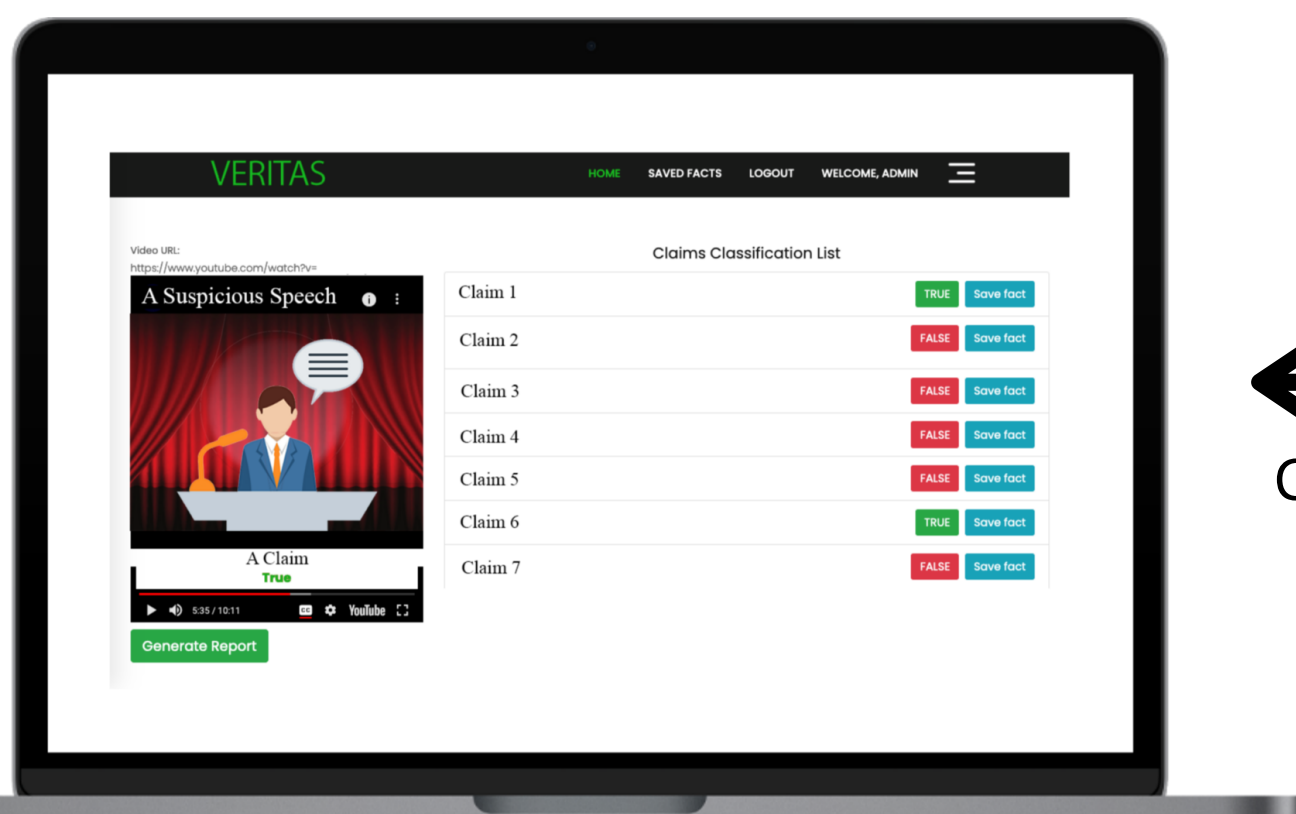 VERITAS
HOME SAVED FACTS LOGOUT WELCOME, ADMIN
Video URL:
https://www.youtube.com/watch?v=
A Suspicious Speech
A Claim
True
5:35 / 10:11 CC YouTube
Generate Report
Claims Classification List
Claim 1 TRUE Save fact
Claim 2 FALSE Save fact
Claim 3 FALSE Save fact
Claim 4 FALSE Save fact
Claim 5 FALSE Save fact
Claim 6 TRUE Save fact
Claim 7 FALSE Save fact